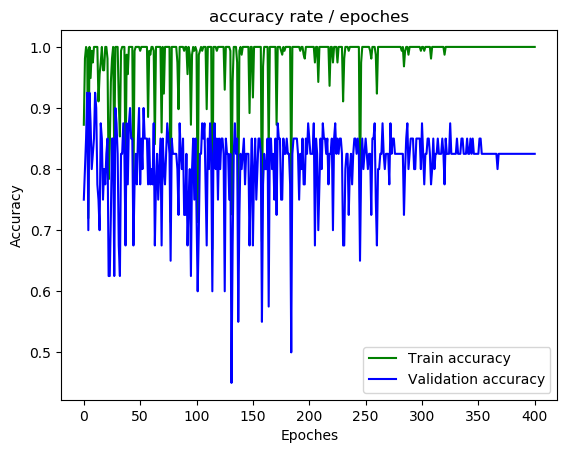 accuracy rate / epoches
1.0
0.9
0.8
0.7
0.6
0.5
Accuracy
Train accuracy
Validation accuracy
0 50 100 150 200 250 300 350 400
Epoches